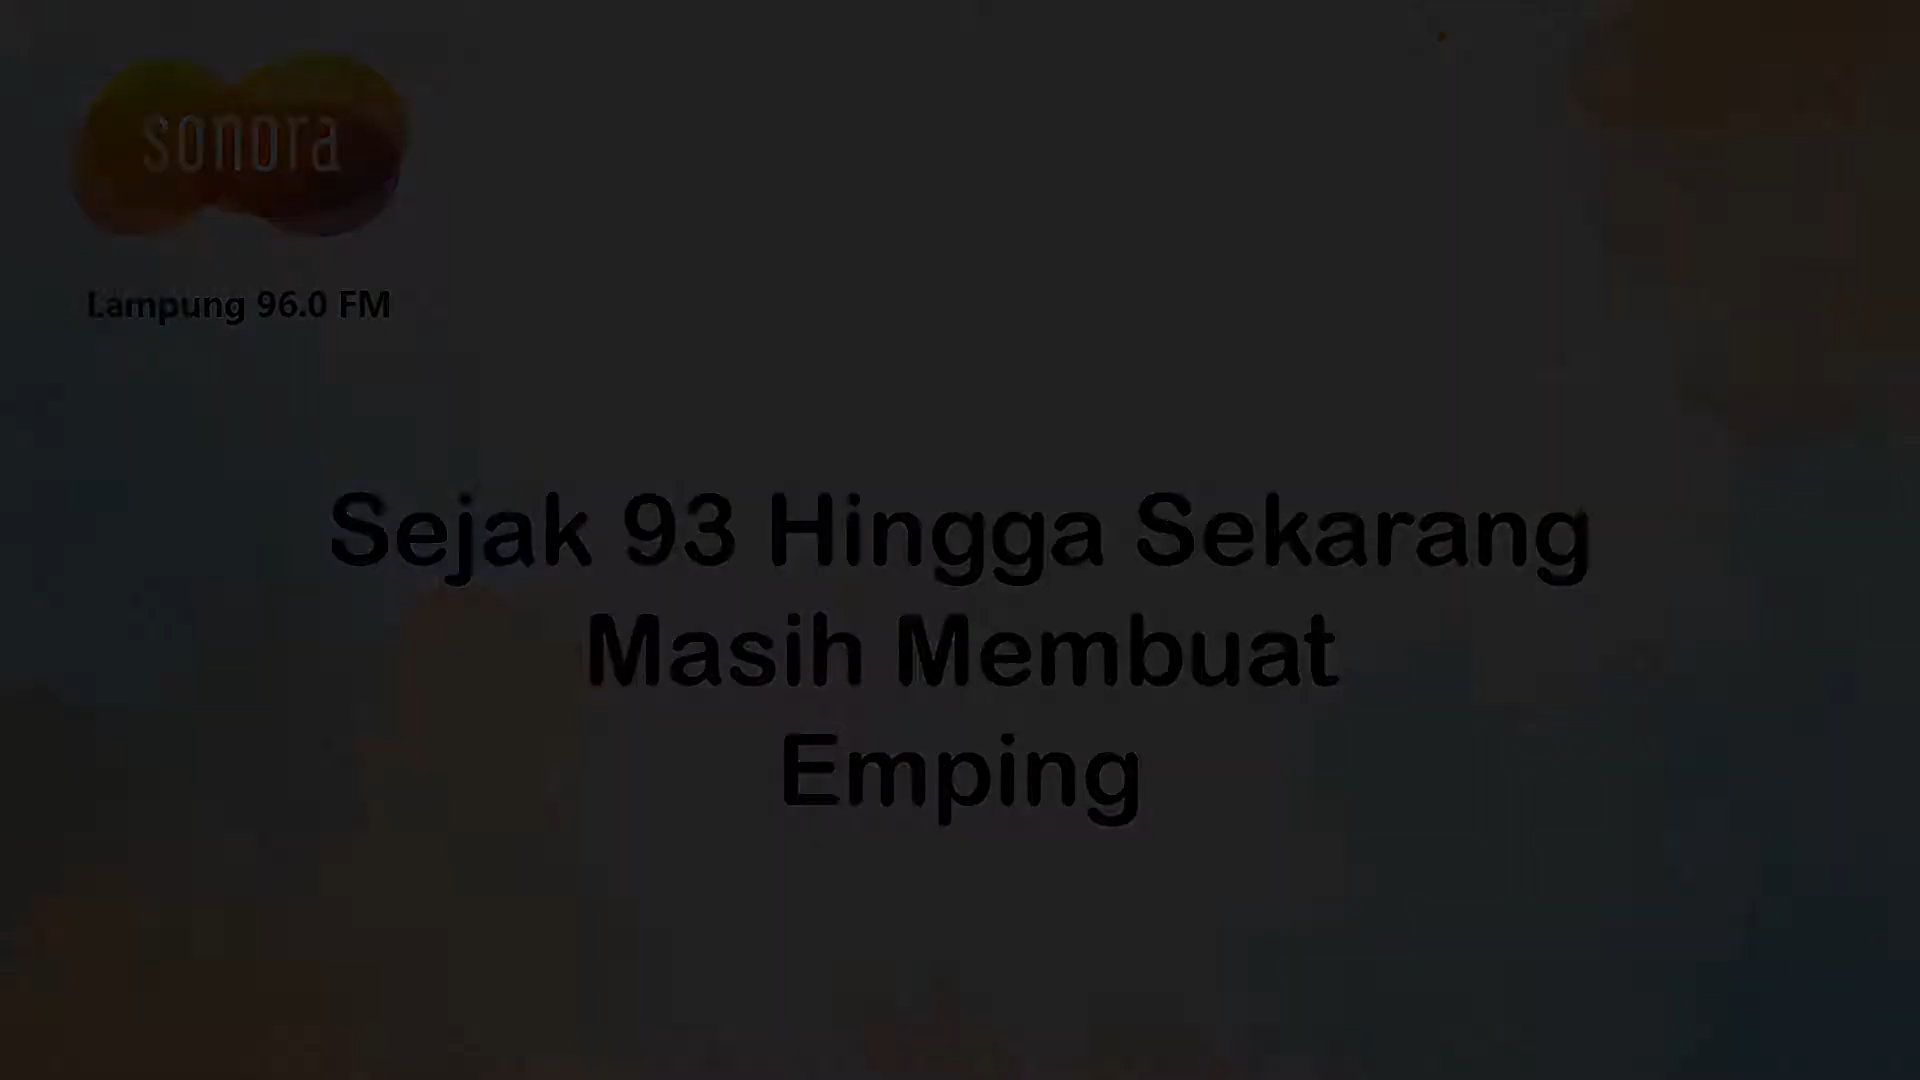 sonora
Lampung 96.0 FM
Sejak 93 Hingga Sekarang
Masih Membuat
Emping